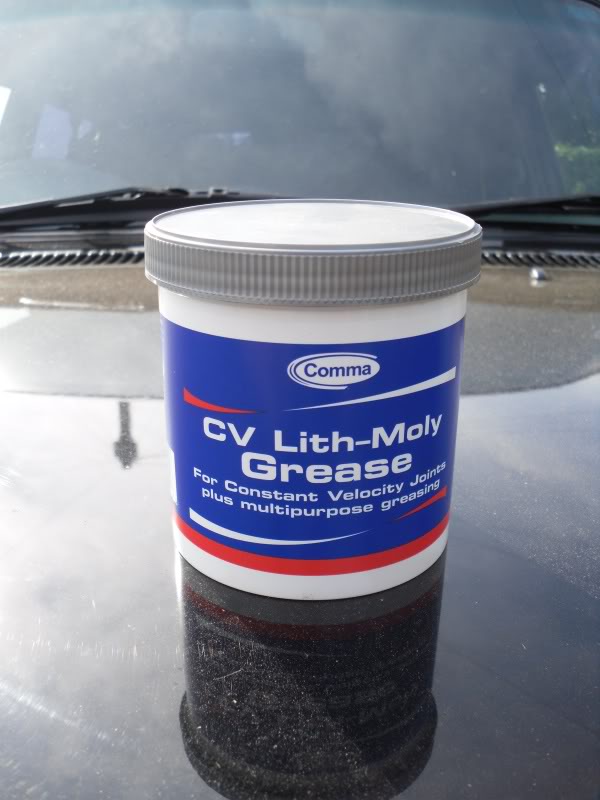 Comma
CV Lith-Moly
Grease
For Constant Velocity Joints
plus multipurpose greasing